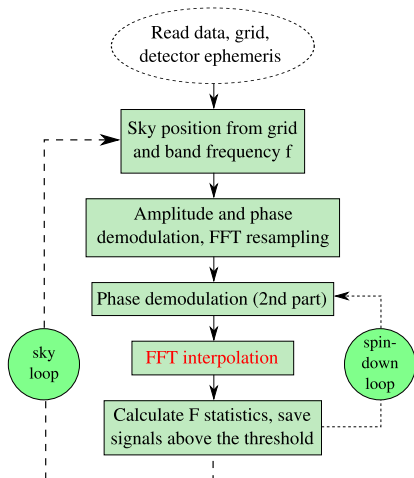 Read data, grid,
detector ephemeris
Sky position from grid
and band frequency f
Amplitude and phase
demodulation, FFT resampling
Phase demodulation (2nd part)
FFT interpolation
Calculate F statistics, save
signals above the threshold
sky
loop
spin-
down
loop